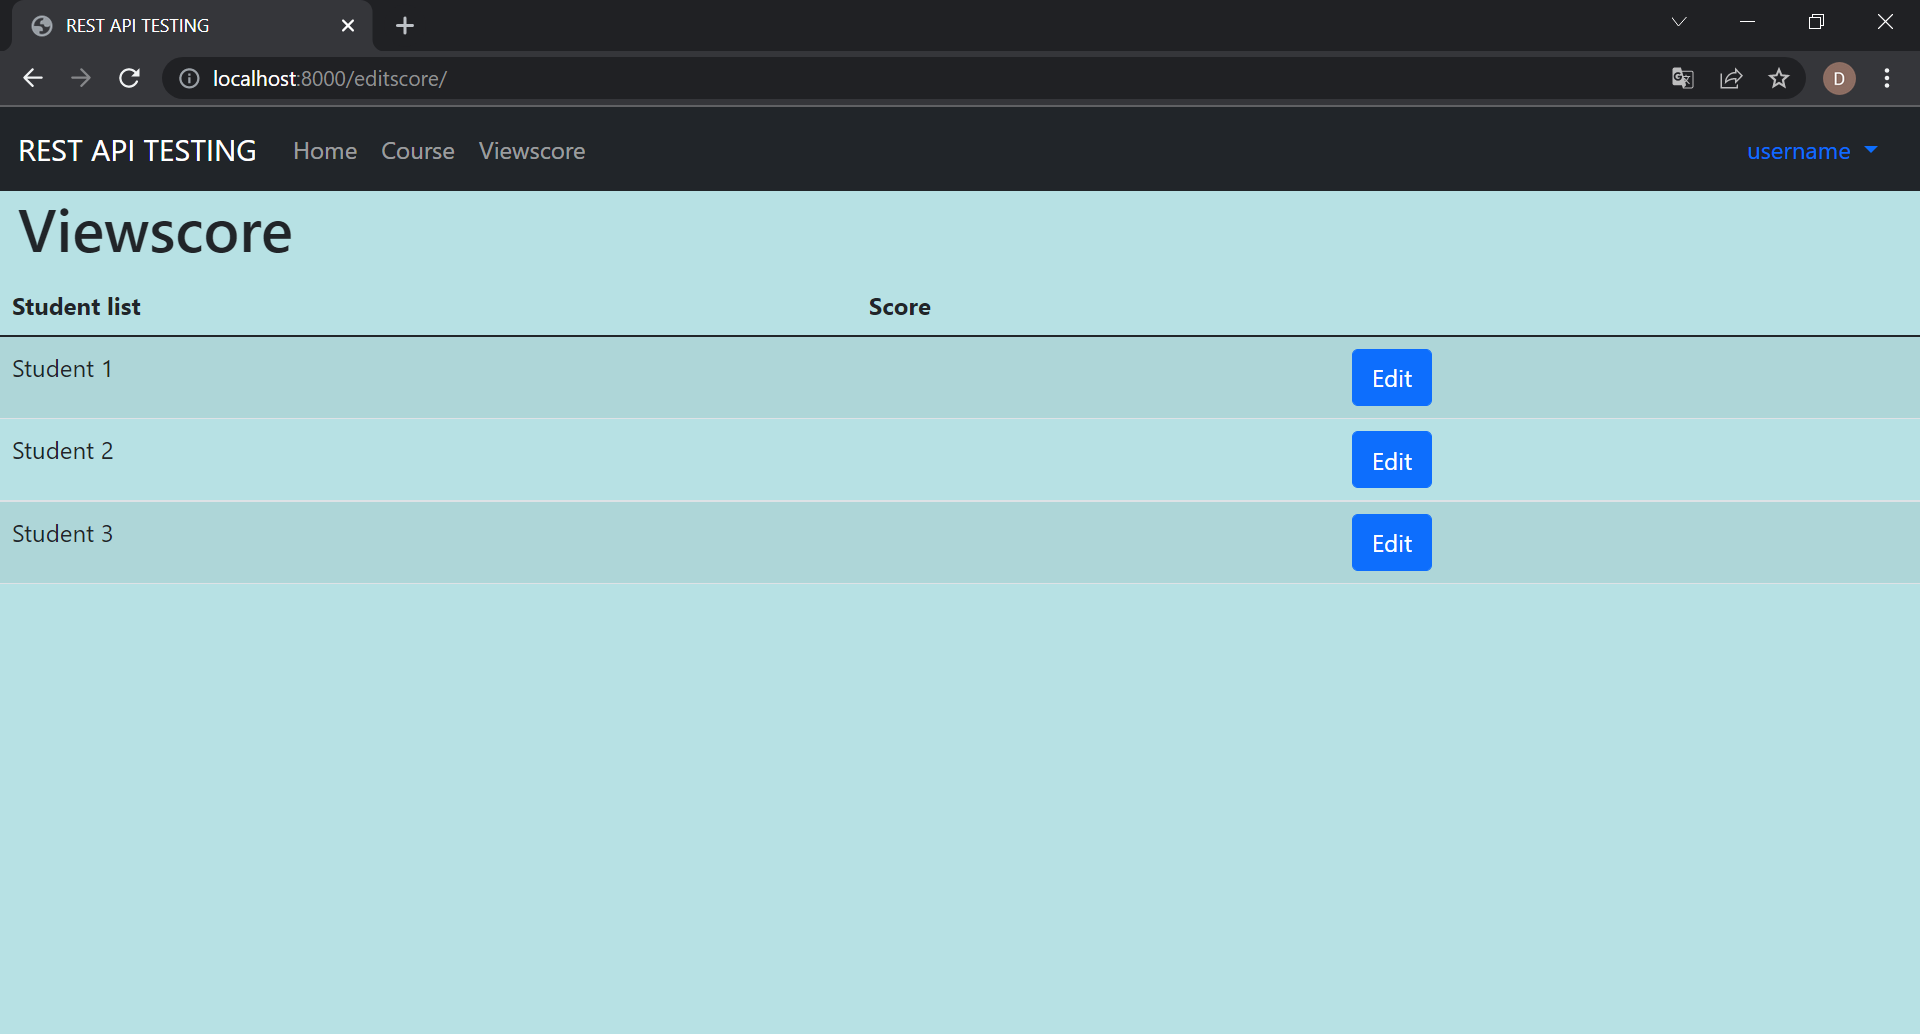 REST API TESTING
localhost:8000/editscore/
D
REST API TESTING Home Course Viewscore username
Viewscore
Student list Score
Student 1 Edit
Student 2 Edit
Student 3 Edit